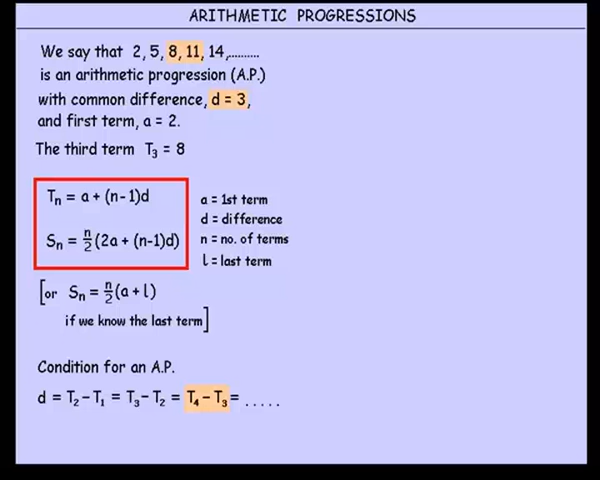 ARITHMETIC PROGRESSIONS
We say that 2, 5, 8, 11, 14,..........
is an arithmetic progression (A.P.)
with common difference, d = 3,
and first term, a = 2.
The third term T₃ = 8
Tₙ = a + (n-1)d
Sₙ = n/2 (2a + (n-1)d)
a = 1st term
d = difference
n = no. of terms
l = last term
[or Sₙ = n/2 (a + l)
if we know the last term]
Condition for an A.P.
d = T₂ – T₁ = T₃ – T₂ = T₄ – T₃ = . . . . .